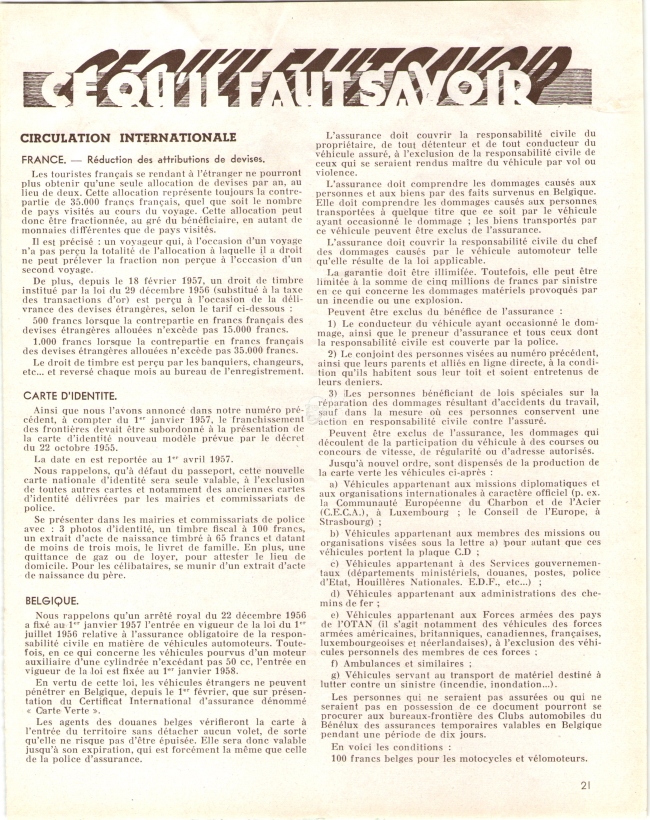 CE QU'IL FAUT SAVOIR
CIRCULATION INTERNATIONALE
FRANCE. — Réduction des attributions de devises.
Les touristes français se rendant à l'étranger ne pourront
plus obtenir qu'une seule allocation de devises par an, au
lieu de deux. Cette allocation représente toujours la contre-
partie de 35.000 francs français, quel que soit le nombre
de pays visités au cours du voyage. Cette allocation peut
donc être fractionnée, au gré du bénéficiaire, en autant de
monnaies différentes que de pays visités.
Il est précisé : un voyageur qui, à l'occasion d'un voyage
n'a pas perçu la totalité de l'allocation à laquelle il a droit
ne peut prélever la fraction non perçue à l'occasion d'un
second voyage.
De plus, depuis le 18 février 1957, un droit de timbre
institué par la loi du 29 décembre 1956 (substitué à la taxe
des transactions d'or) est perçu à l'occasion de la déli-
vrance des devises étrangères, selon le tarif ci-dessous :
500 francs lorsque la contrepartie en francs français des
devises étrangères allouées n'excède pas 15.000 francs.
1.000 francs lorsque la contrepartie en francs français
des devises étrangères allouées n'excède pas 35.000 francs.
Le droit de timbre est perçu par les banquiers, changeurs,
etc... et reversé chaque mois au bureau de l'enregistrement.
CARTE D'IDENTITE.
Ainsi que nous l'avons annoncé dans notre numéro pré-
cédent, à compter du 1er janvier 1957, le franchissement
des frontières devait être subordonné à la présentation de
la carte d'identité nouveau modèle prévue par le décret
du 22 octobre 1955.
La date en est reportée au 1er avril 1957.
Nous rappelons, qu'à défaut du passeport, cette nouvelle
carte nationale d'identité sera seule valable, à l'exclusion
de toutes autres cartes et notamment des anciennes cartes
d'identité délivrées par les mairies et commissariats de
police.
Se présenter dans les mairies et commissariats de police
avec : 3 photos d'identité, un timbre fiscal à 100 francs,
un extrait d'acte de naissance timbré à 65 francs et datant
de moins de trois mois, le livret de famille. En plus, une
quittance de gaz ou de loyer, pour attester le lieu de
domicile. Pour les célibataires, se munir d'un extrait d'acte
de naissance du père.
BELGIQUE.
Nous rappelons qu'un arrêté royal du 22 décembre 1956
a fixé au 1er janvier 1957 l'entrée en vigueur de la loi du 1er
juillet 1956 relative à l'assurance obligatoire de la respon-
sabilité civile en matière de véhicules automoteurs. Toute-
fois, en ce qui concerne les véhicules pourvus d'un moteur
auxiliaire d'une cylindrée n'excédant pas 50 cc, l'entrée en
vigueur de la loi est fixée au 1er janvier 1958.
En vertu de cette loi, les véhicules étrangers ne peuvent
pénétrer en Belgique, depuis le 1er février, que sur présen-
tation du Certificat International d'assurance dénommé
« Carte Verte ».
Les agents des douanes belges vérifieront la carte à
l'entrée du territoire sans détacher aucun volet, de sorte
qu'elle ne risque pas d'être épuisée. Elle sera donc valable
jusqu'à son expiration, qui est forcément la même que celle
de la police d'assurance.
L'assurance doit couvrir la responsabilité civile du
propriétaire, de tout détenteur et de tout conducteur du
véhicule assuré, à l'exclusion de la responsabilité civile de
ceux qui se seraient rendus maître du véhicule par vol ou
violence.
L'assurance doit comprendre les dommages causés aux
personnes et aux biens par des faits survenus en Belgique.
Elle doit comprendre les dommages causés aux personnes
transportées à quelque titre que ce soit par le véhicule
ayant occasionné le dommage ; les biens transportés par
ce véhicule peuvent être exclus de l'assurance.
L'assurance doit couvrir la responsabilité civile du chef
des dommages causés par le véhicule automoteur telle
qu'elle résulte de la loi applicable.
La garantie doit être illimitée. Toutefois, elle peut être
limitée à la somme de cinq millions de francs par sinistre
en ce qui concerne les dommages matériels provoqués par
un incendie ou une explosion.
Peuvent être exclus du bénéfice de l'assurance :
1) Le conducteur du véhicule ayant occasionné le dom-
mage, ainsi que le preneur d'assurance et tous ceux dont
la responsabilité civile est couverte par la police.
2) Le conjoint des personnes visées au numéro précédent,
ainsi que leurs parents et alliés en ligne directe, à la condi-
tion qu'ils habitent sous leur toit et soient entretenus de
leurs deniers.
3) Les personnes bénéficiant de lois spéciales sur la
réparation des dommages résultant d'accidents du travail,
sauf dans la mesure où ces personnes conservent une
action en responsabilité civile contre l'assuré.
Peuvent être exclus de l'assurance, les dommages qui
découlent de la participation du véhicule à des courses ou
concours de vitesse, de régularité ou d'adresse autorisés.
Jusqu'à nouvel ordre, sont dispensés de la production de
la carte verte les véhicules ci-après :
a) Véhicules appartenant aux missions diplomatiques et
aux organisations internationales à caractère officiel (p. ex.
la Communauté Européenne du Charbon et de l'Acier
(C.E.C.A.), à Luxembourg ; le Conseil de l'Europe, à
Strasbourg) ;
b) Véhicules appartenant aux membres des missions ou
organisations visées sous la lettre a) pour autant que ces
véhicules portent la plaque C.D ;
c) Véhicules appartenant à des Services gouvernemen-
taux (départements ministériels, douanes, postes, police
d'Etat, Houillères Nationales. E.D.F., etc...) ;
d) Véhicules appartenant aux administrations des che-
mins de fer ;
e) Véhicules appartenant aux Forces armées des pays
de l'OTAN (il s'agit notamment des véhicules des forces
armées américaines, britanniques, canadiennes, françaises,
luxembourgeoises et néerlandaises), à l'exclusion des véhi-
cules personnels des membres de ces forces ;
f) Ambulances et similaires ;
g) Véhicules servant au transport de matériel destiné à
lutter contre un sinistre (incendie, inondation...).
Les personnes qui ne seraient pas assurées ou qui ne
seraient pas en possession de ce document pourront se
procurer aux bureaux-frontière des Clubs automobiles du
Bénélux des assurances temporaires valables en Belgique
pendant une période de dix jours.
En voici les conditions :
100 francs belges pour les motocycles et vélomoteurs.
21